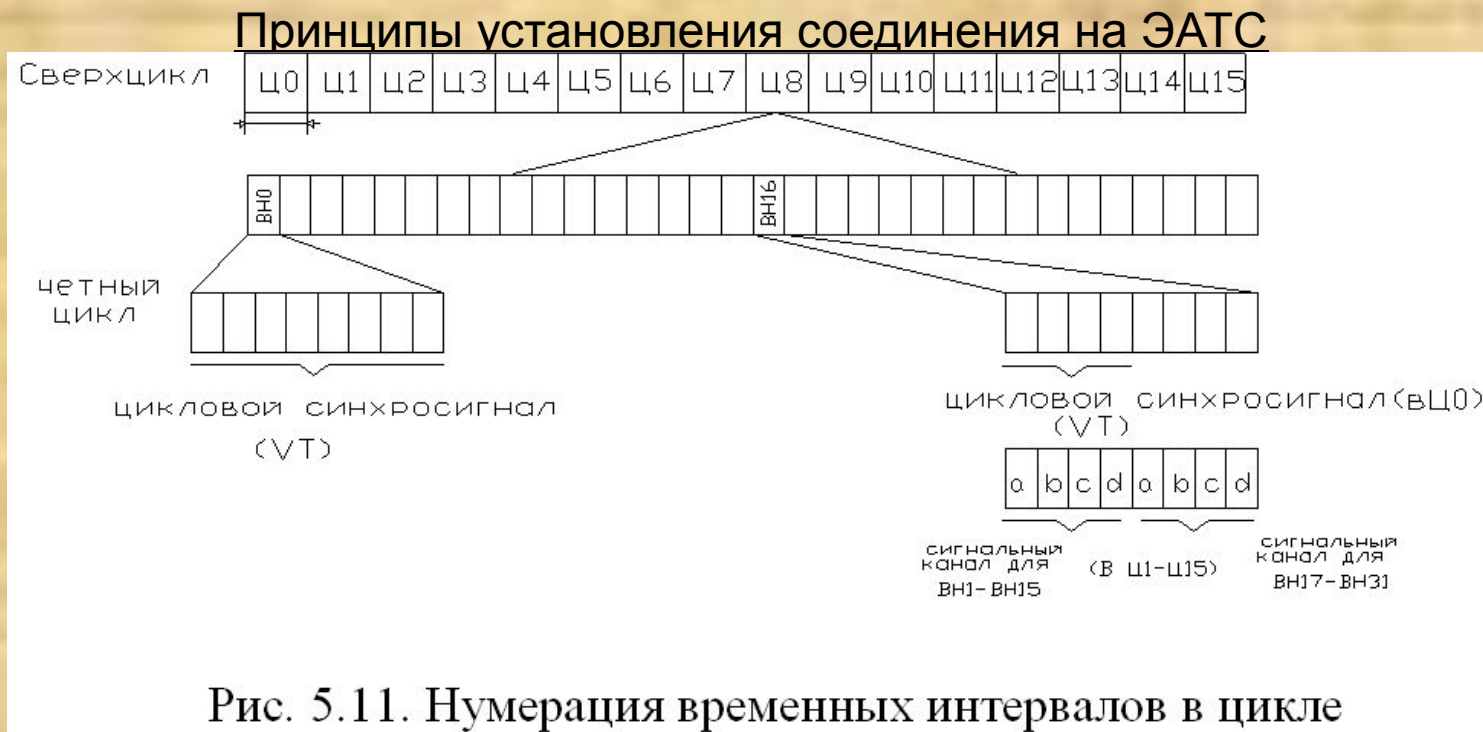 Принципы установления соединения на ЭАТС
Сверхцикл
Ц0 Ц1 Ц2 Ц3 Ц4 Ц5 Ц6 Ц7 Ц8 Ц9 Ц10 Ц11 Ц12 Ц13 Ц14 Ц15
ВН0 ВН16
четный
цикл
цикловой синхросигнал
(VT)
цикловой синхросигнал(вЦ0)
(VT)
a b c d a b c d
сигнальный
канал для
ВН1-ВН15
(В Ц1-Ц15)
сигнальный
канал для
ВН17-ВН31
Рис. 5.11. Нумерация временных интервалов в цикле